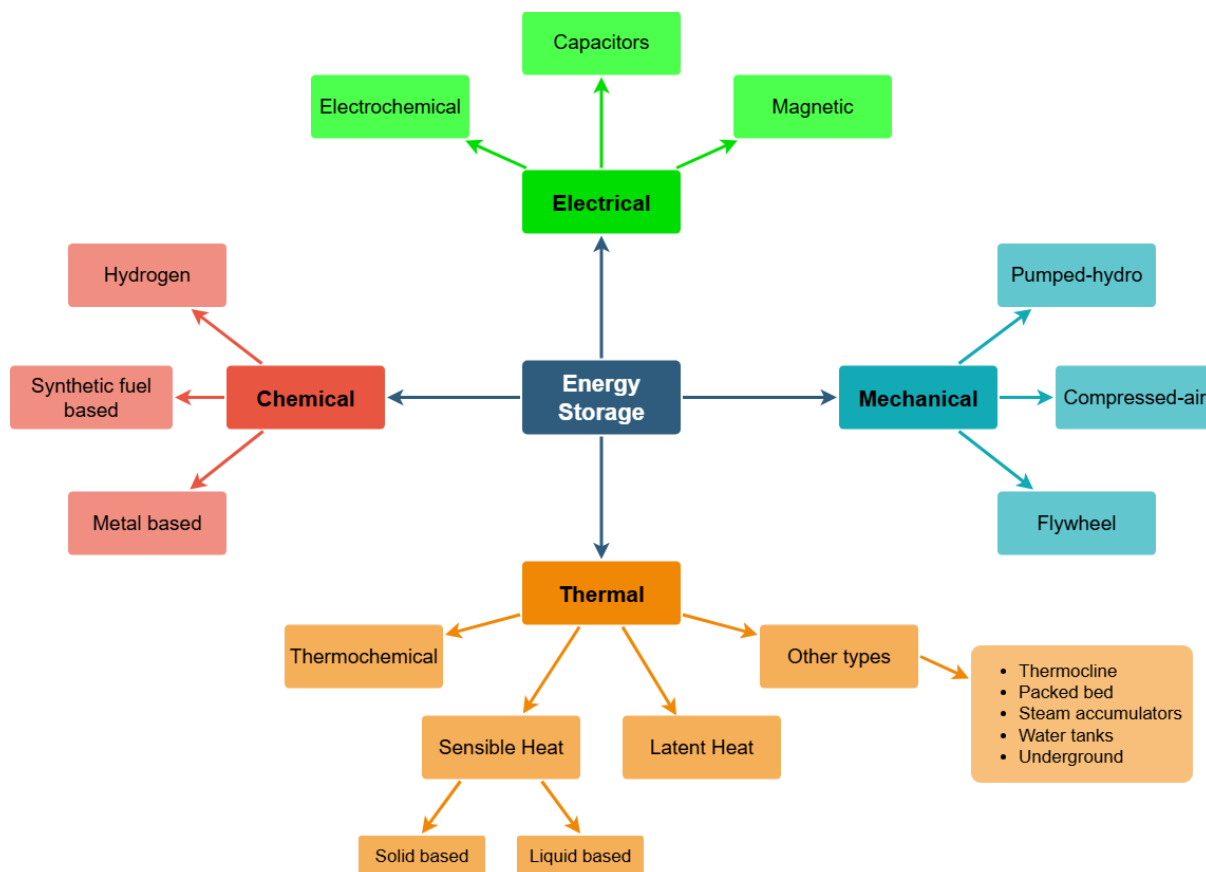 Capacitors
Electrochemical
Magnetic
Electrical
Hydrogen
Pumped-hydro
Synthetic fuel
based
Chemical
Energy
Storage
Mechanical
Compressed-air
Metal based
Flywheel
Thermal
Thermochemical
Other types
Thermocline
Packed bed
Steam accumulators
Water tanks
Underground
Sensible Heat
Latent Heat
Solid based
Liquid based